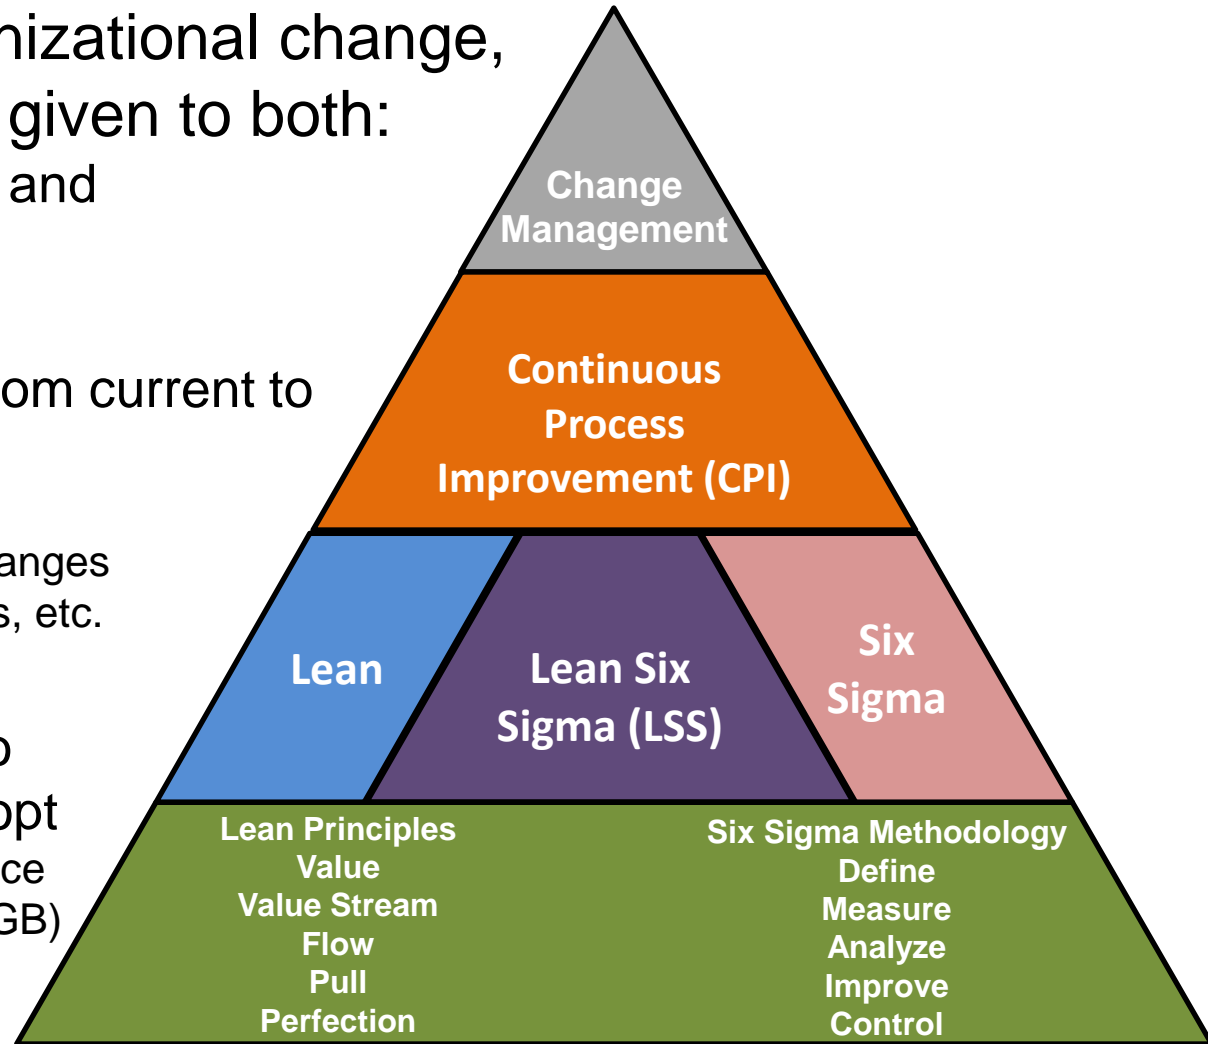 nizational change,
given to both:
and
om current to
anges
s, etc.
opt
ce
GB)
Change
Management
Continuous
Process
Improvement (CPI)
Lean
Lean Six
Sigma (LSS)
Six
Sigma
Lean Principles
Value
Value Stream
Flow
Pull
Perfection
Six Sigma Methodology
Define
Measure
Analyze
Improve
Control